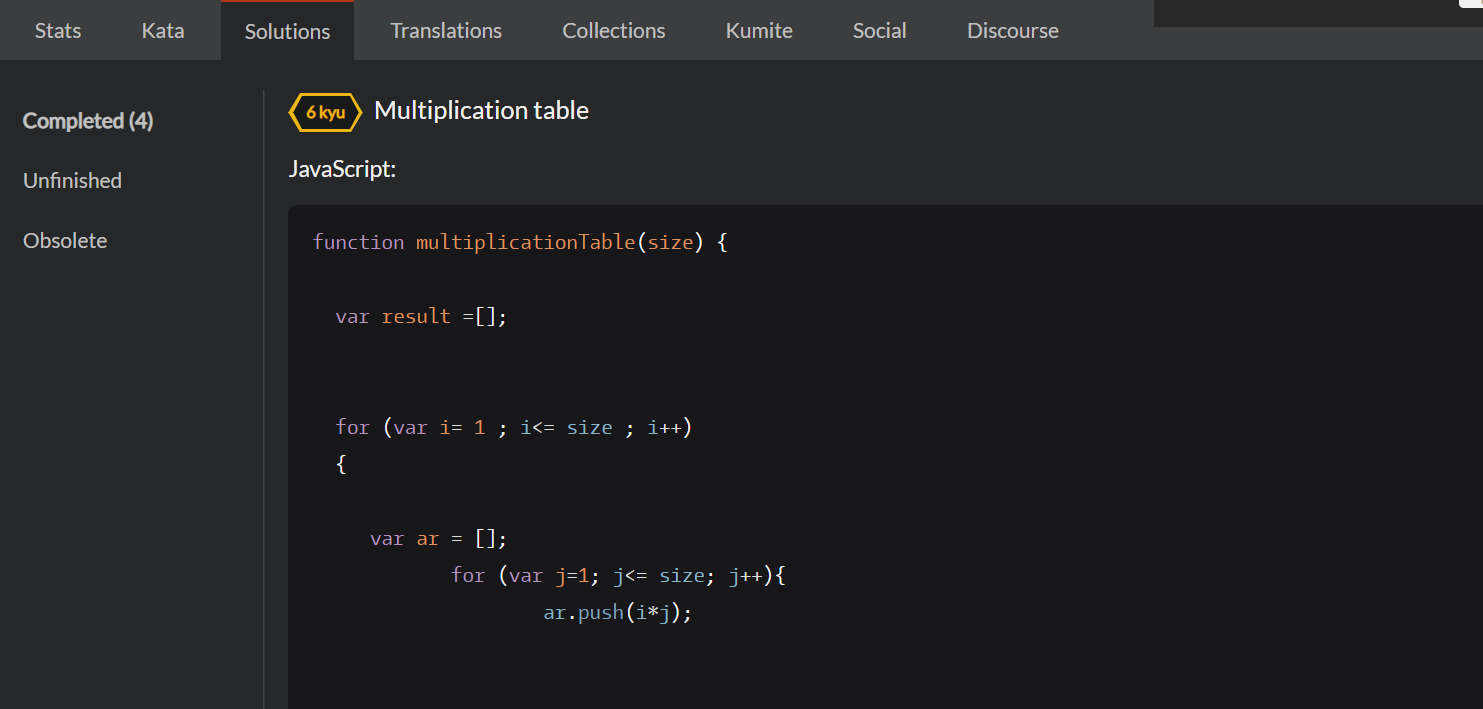 Stats Kata Solutions Translations Collections Kumite Social Discourse
Completed (4)
Unfinished
Obsolete
6 kyu Multiplication table
JavaScript:
function multiplicationTable(size) {
var result =[];
for (var i= 1 ; i<= size ; i++)
{
var ar = [];
for (var j=1; j<= size; j++){
ar.push(i*j);